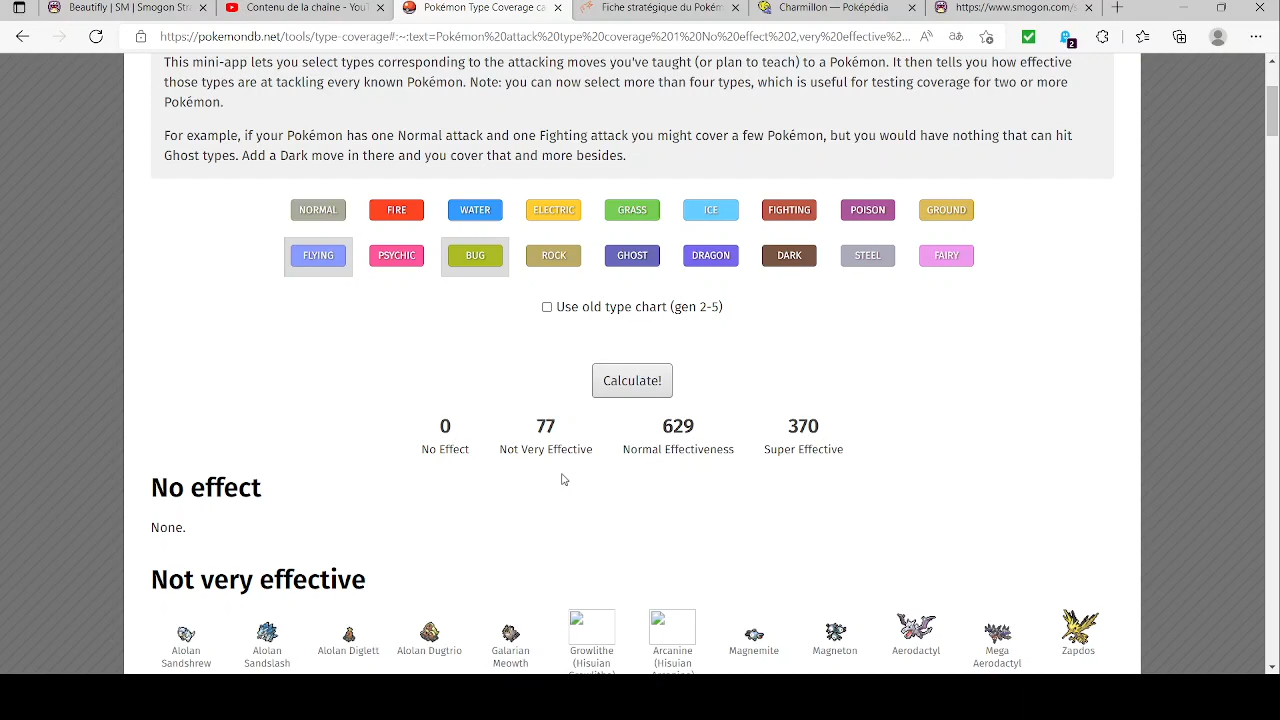 Beautifly | SM | Smogon Str
Contenu de la chaîne - YouT
Pokémon Type Coverage ca
Fiche stratégique du Pokém
Charmillon — Poképédia
https://www.smogon.com/s
https://pokemondb.net/tools/type-coverage#:~:text=Pokémon%20attack%20type%20coverage%201%20No%20effect%202,very%20effective%...
2
This mini-app lets you select types corresponding to the attacking moves you've taught (or plan to teach) to a Pokémon. It then tells you how effective
those types are at tackling every known Pokémon. Note: you can now select more than four types, which is useful for testing coverage for two or more
Pokémon.
For example, if your Pokémon has one Normal attack and one Fighting attack you might cover a few Pokémon, but you would have nothing that can hit
Ghost types. Add a Dark move in there and you cover that and more besides.
NORMAL FIRE WATER ELECTRIC GRASS ICE FIGHTING POISON GROUND
FLYING PSYCHIC BUG ROCK GHOST DRAGON DARK STEEL FAIRY
Use old type chart (gen 2-5)
Calculate!
0 77 629 370
No Effect Not Very Effective Normal Effectiveness Super Effective
No effect
None.
Not very effective
Alolan Alolan Alolan Diglett Alolan Dugtrio Galarian Growlithe Arcanine Magnemite Magneton Aerodactyl Mega Zapdos
Sandshrew Sandslash Meowth (Hisuian (Hisuian Aerodactyl